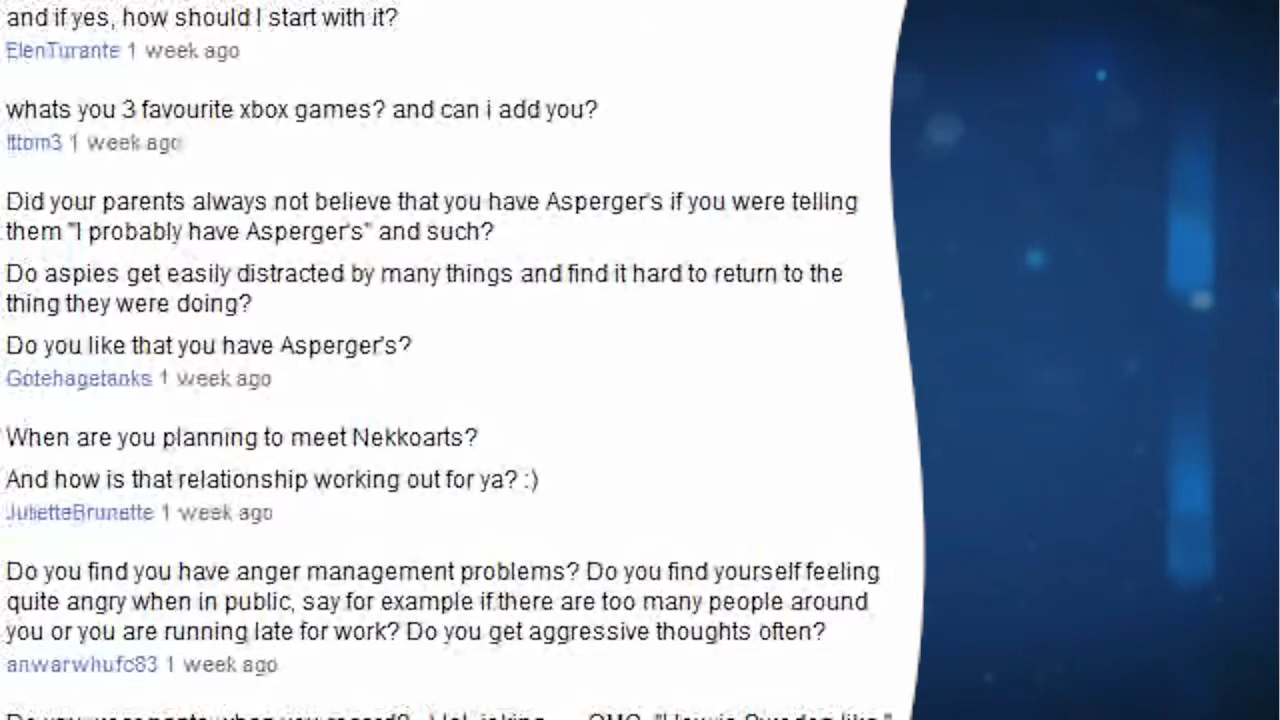 and if yes, how should I start with it?
ElenTurante 1 week ago
whats you 3 favourite xbox games? and can i add you?
1 week ago
Did your parents always not believe that you have Asperger's if you were telling
them "I probably have Asperger's" and such?
Do aspies get easily distracted by many things and find it hard to return to the
thing they were doing?
Do you like that you have Asperger's?
Gotehagetanks 1 week ago
When are you planning to meet Nekkoarts?
And how is that relationship working out for ya? :)
JulietteBrunette 1 week ago
Do you find you have anger management problems? Do you find yourself feeling
quite angry when in public, say for example if there are too many people around
you or you are running late for work? Do you get aggressive thoughts often?
anwarwhufc83 1 week ago